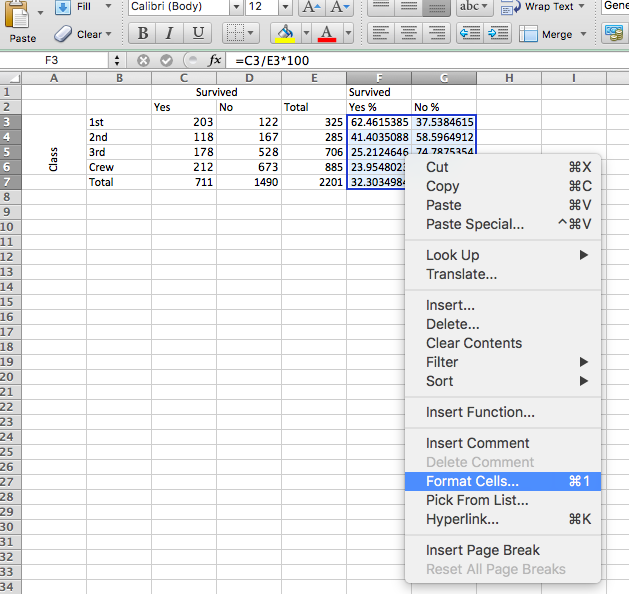 Fill Calibri (Body) 12 A A abc Wrap Text Gene
Paste Clear B I U A Merge
F3 fx =C3/E3*100
A B C D E F G H I
1 Survived Survived
2 Yes No Total Yes % No %
3 1st 203 122 325 62.4615385 37.5384615
4 2nd 118 167 285 41.4035088 58.5964912
5 3rd 178 528 706 25.2124646 74.7875354
6 Class Crew 212 673 885 23.9548023
7 Total 711 1490 2201 32.3034984
8
9
10
11
12
13
14
15
16
17
18
19
20
21
22
23
24
25
26
27
28
29
30
31
32
33
34
Cut ⌘X
Copy ⌘C
Paste ⌘V
Paste Special... ^⌘V
Look Up
Translate...
Insert...
Delete...
Clear Contents
Filter
Sort
Insert Function...
Insert Comment
Delete Comment
Format Cells... ⌘1
Pick From List...
Hyperlink... ⌘K
Insert Page Break
Reset All Page Breaks